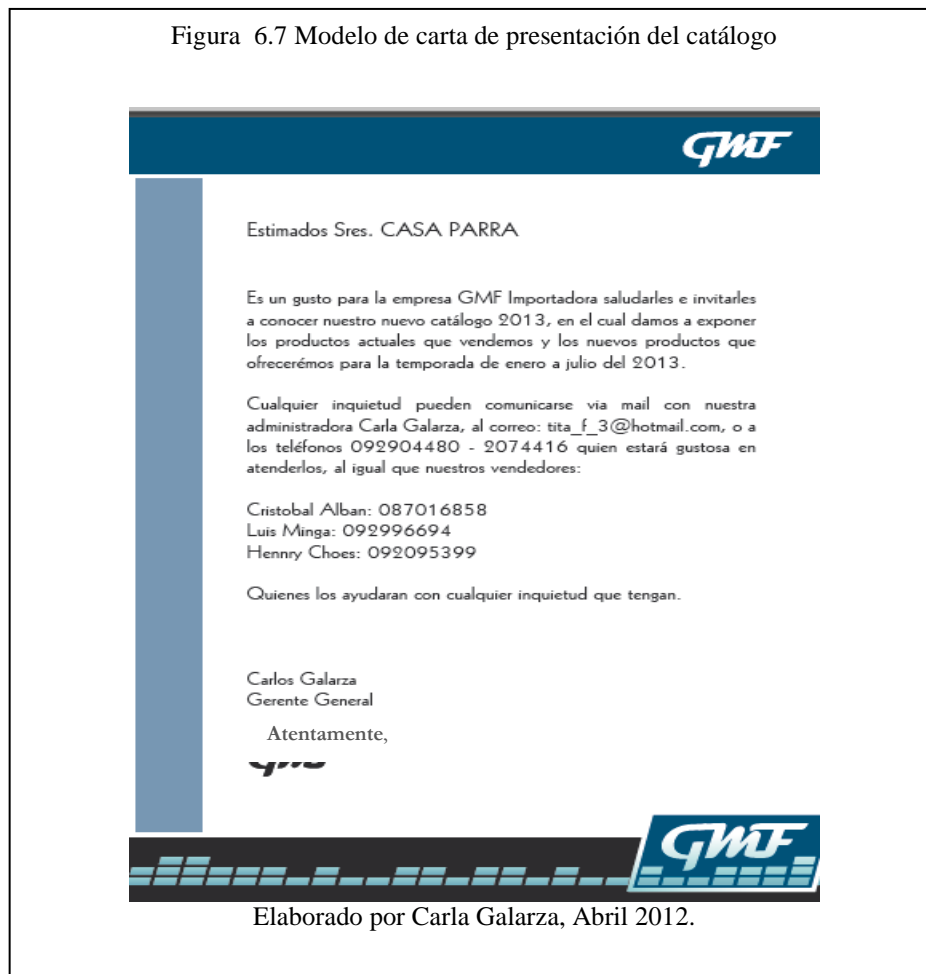 Figura 6.7 Modelo de carta de presentación del catálogo
GMF
Estimados Sres. CASA PARRA
Es un gusto para la empresa GMF Importadora saludarles e invitarles
a conocer nuestro nuevo catálogo 2013, en el cual damos a exponer
los productos actuales que vendemos y los nuevos productos que
ofrecerémos para la temporada de enero a julio del 2013.
Cualquier inquietud pueden comunicarse via mail con nuestra
administradora Carla Galarza, al correo: tita_f_3@hotmail.com, o a
los teléfonos 092904480 - 2074416 quien estará gustosa en
atenderlos, al igual que nuestros vendedores:
Cristobal Alban: 087016858
Luis Minga: 092996694
Hennry Choes: 092095399
Quienes los ayudaran con cualquier inquietud que tengan.
Carlos Galarza
Gerente General
Atentamente,
GMF
Elaborado por Carla Galarza, Abril 2012.